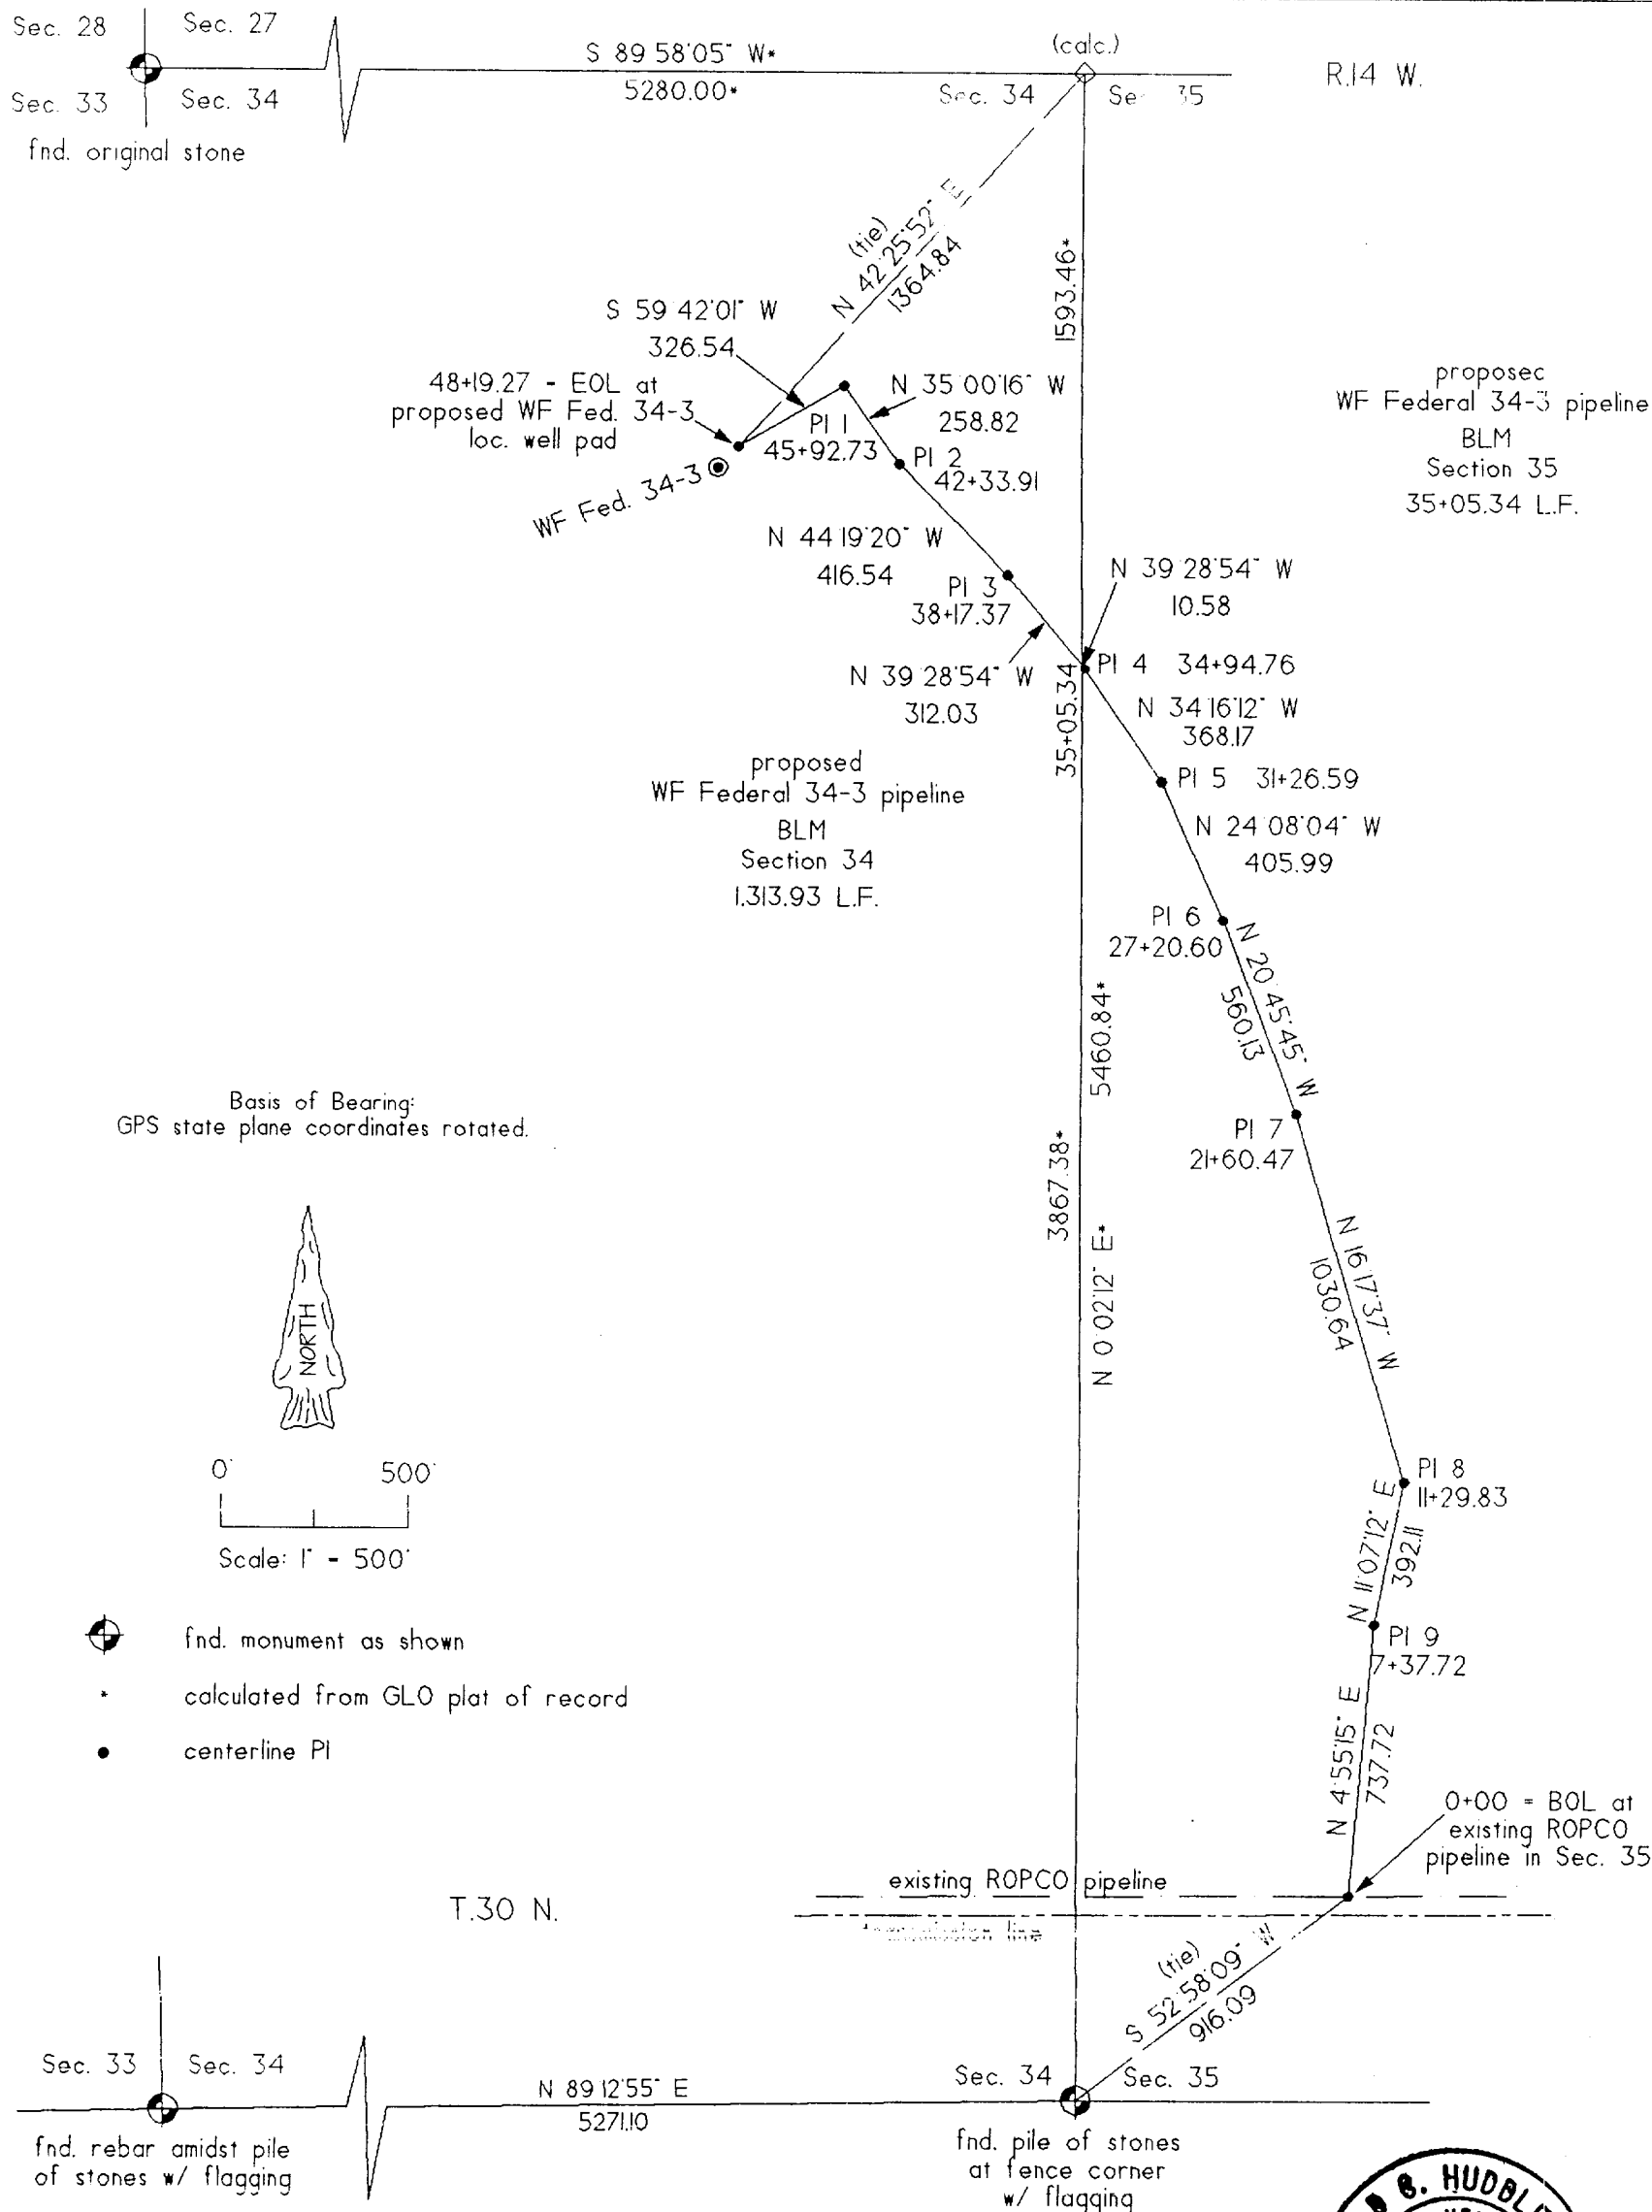 Sec. 28
Sec. 27
Sec. 33
Sec. 34
fnd. original stone
S 89 58'05" W*
5280.00*
(calc.)
Sec. 34
Sec. 35
R.14 W.
(tie)
N 42°25'52" E
1364.84
1593.46*
S 59 42'01" W
326.54
48+19.27 - EOL at
proposed WF Fed. 34-3
loc. well pad
WF Fed. 34-3
PI 1
45+92.73
N 35°00'16" W
258.82
PI 2
42+33.91
proposec
WF Federal 34-3 pipeline
BLM
Section 35
35+05.34 L.F.
N 44 19'20" W
416.54
PI 3
38+17.37
N 39 28'54" W
10.58
N 39 28'54" W
312.03
PI 4 34+94.76
35+05.34
N 34 16'12" W
368.17
PI 5 31+26.59
proposed
WF Federal 34-3 pipeline
BLM
Section 34
1,313.93 L.F.
N 24 08'04" W
405.99
PI 6
27+20.60
N 20°45'45" W
560.13
5460.84*
PI 7
21+60.47
3867.38*
N 0°02'12" E*
Basis of Bearing:
GPS state plane coordinates rotated.
NORTH
0' 500'
Scale: 1" - 500'
N 16°17'37" W
1030.64
PI 8
11+29.83
N 11°07'12" E
392.11
fnd. monument as shown
* calculated from GLO plat of record
centerline PI
PI 9
7+37.72
N 4°55'15" E
737.72
0+00 = BOL at
existing ROPCO
pipeline in Sec. 35
existing ROPCO pipeline
transmission line
T.30 N.
(tie)
S 52°58'09" W
916.09
Sec. 33
Sec. 34
N 89 12'55" E
5271.10
Sec. 34
Sec. 35
fnd. rebar amidst pile
of stones w/ flagging
fnd. pile of stones
at fence corner
w/ flagging
B. HUDDL